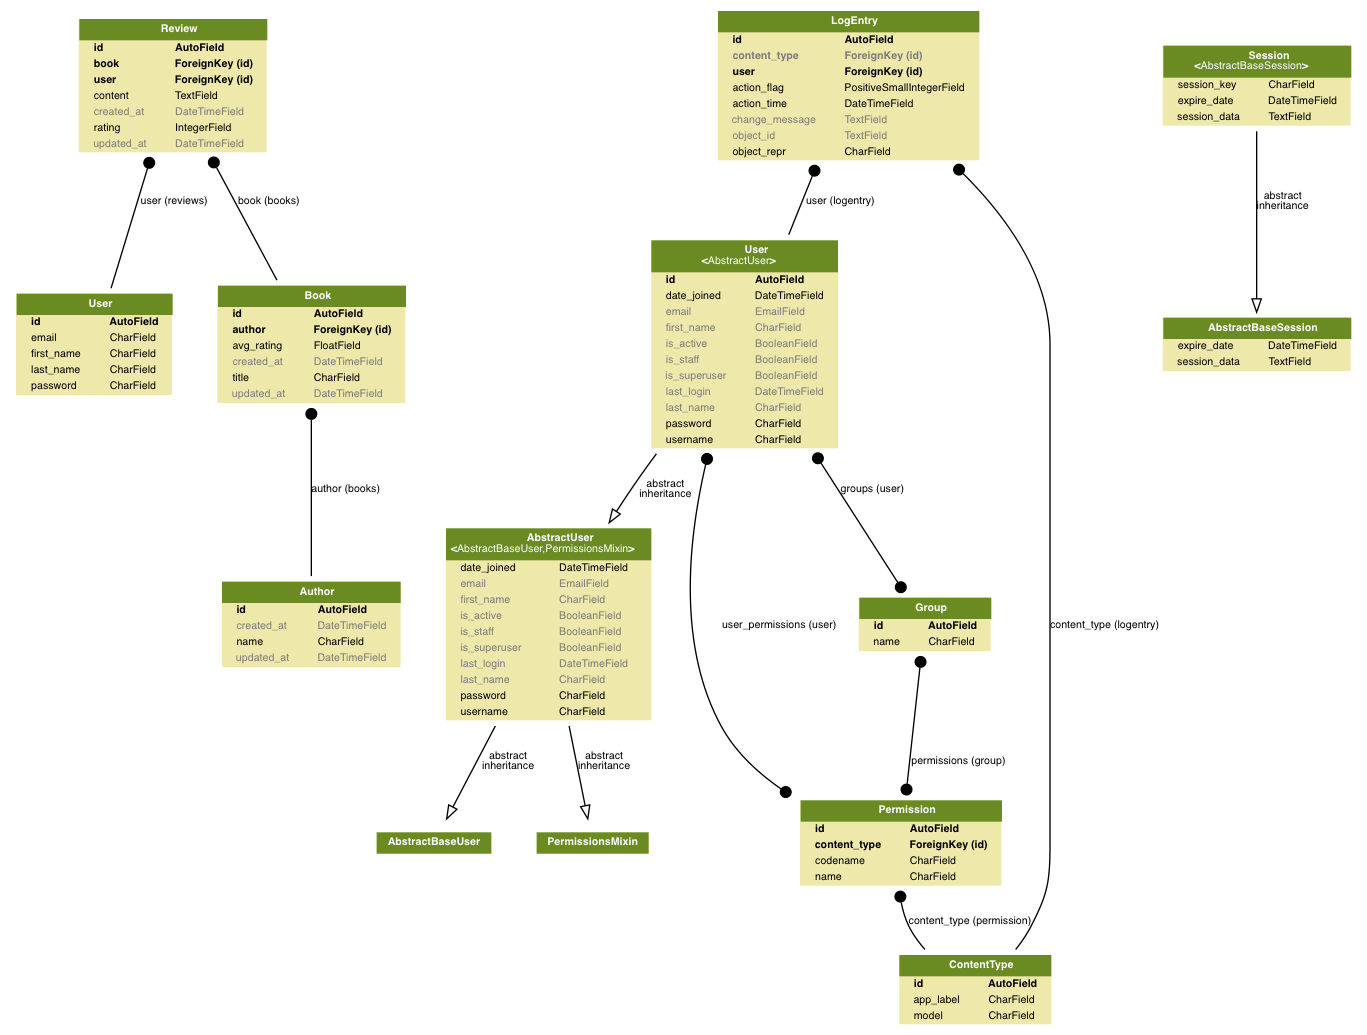 Review
id AutoField
book ForeignKey (id)
user ForeignKey (id)
content TextField
created_at DateTimeField
rating IntegerField
updated_at DateTimeField
user (reviews)
book (books)
User
id AutoField
email CharField
first_name CharField
last_name CharField
password CharField
Book
id AutoField
author ForeignKey (id)
avg_rating FloatField
created_at DateTimeField
title CharField
updated_at DateTimeField
author (books)
Author
id AutoField
created_at DateTimeField
name CharField
updated_at DateTimeField
LogEntry
id AutoField
content_type ForeignKey (id)
user ForeignKey (id)
action_flag PositiveSmallIntegerField
action_time DateTimeField
change_message TextField
object_id TextField
object_repr CharField
user (logentry)
User
<AbstractUser>
id AutoField
date_joined DateTimeField
email EmailField
first_name CharField
is_active BooleanField
is_staff BooleanField
is_superuser BooleanField
last_login DateTimeField
last_name CharField
password CharField
username CharField
abstract
inheritance
groups (user)
AbstractUser
<AbstractBaseUser,PermissionsMixin>
date_joined DateTimeField
email EmailField
first_name CharField
is_active BooleanField
is_staff BooleanField
is_superuser BooleanField
last_login DateTimeField
last_name CharField
password CharField
username CharField
abstract
inheritance
abstract
inheritance
AbstractBaseUser
PermissionsMixin
user_permissions (user)
Group
id AutoField
name CharField
content_type (logentry)
permissions (group)
Permission
id AutoField
content_type ForeignKey (id)
codename CharField
name CharField
content_type (permission)
ContentType
id AutoField
app_label CharField
model CharField
Session
<AbstractBaseSession>
session_key CharField
expire_date DateTimeField
session_data TextField
abstract
inheritance
AbstractBaseSession
expire_date DateTimeField
session_data TextField